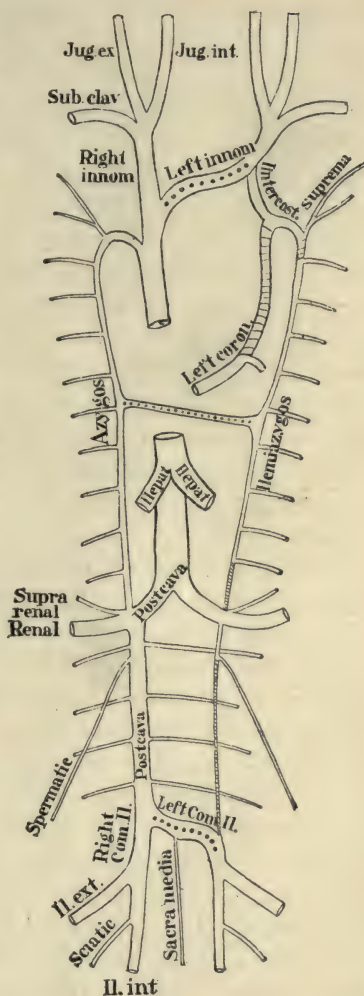 Jug. ex
Jug. int.
Sub. clav
Right
innom
Left innom
Intercost.
suprema
Left coron.
Azygos
Hemiazygos
Hepat
Hepat
Supra
renal
Renal
Postcava
Postcava
Spermatic
Right
Com. Il.
Left Com. Il.
Il. ext.
Sciatic
Sacra media
Il. int